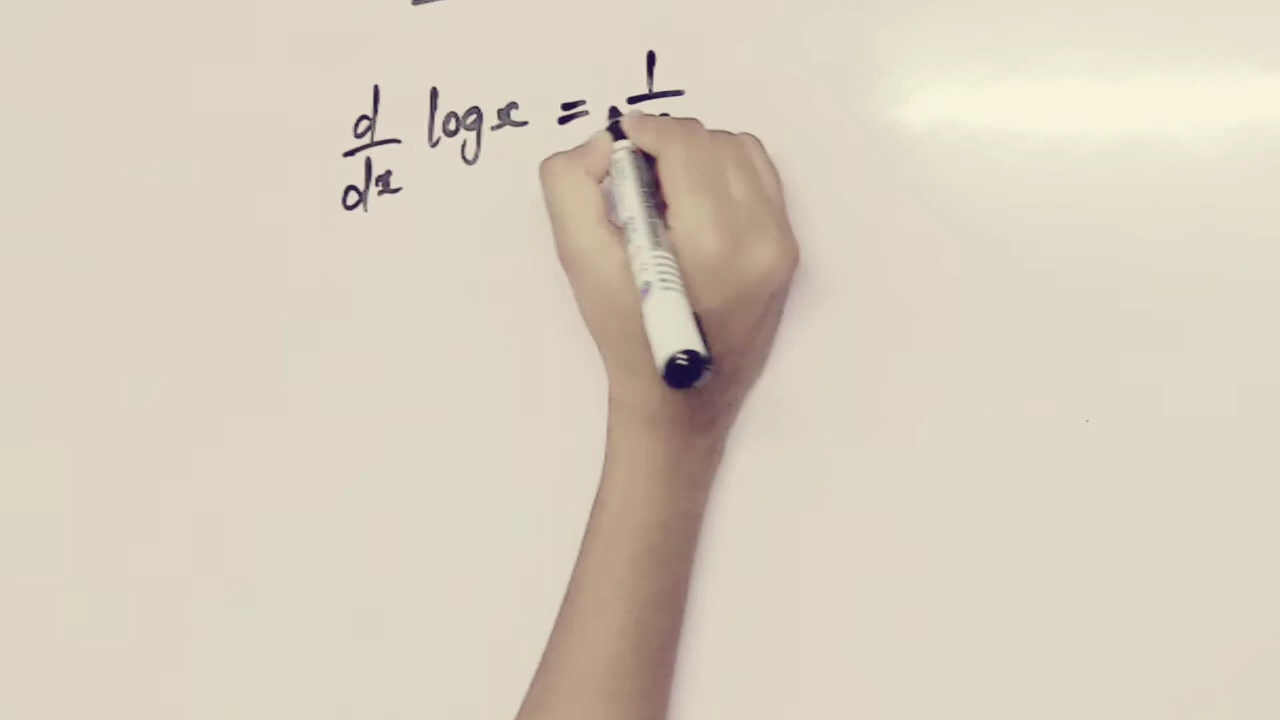 d/dx log x = 1/